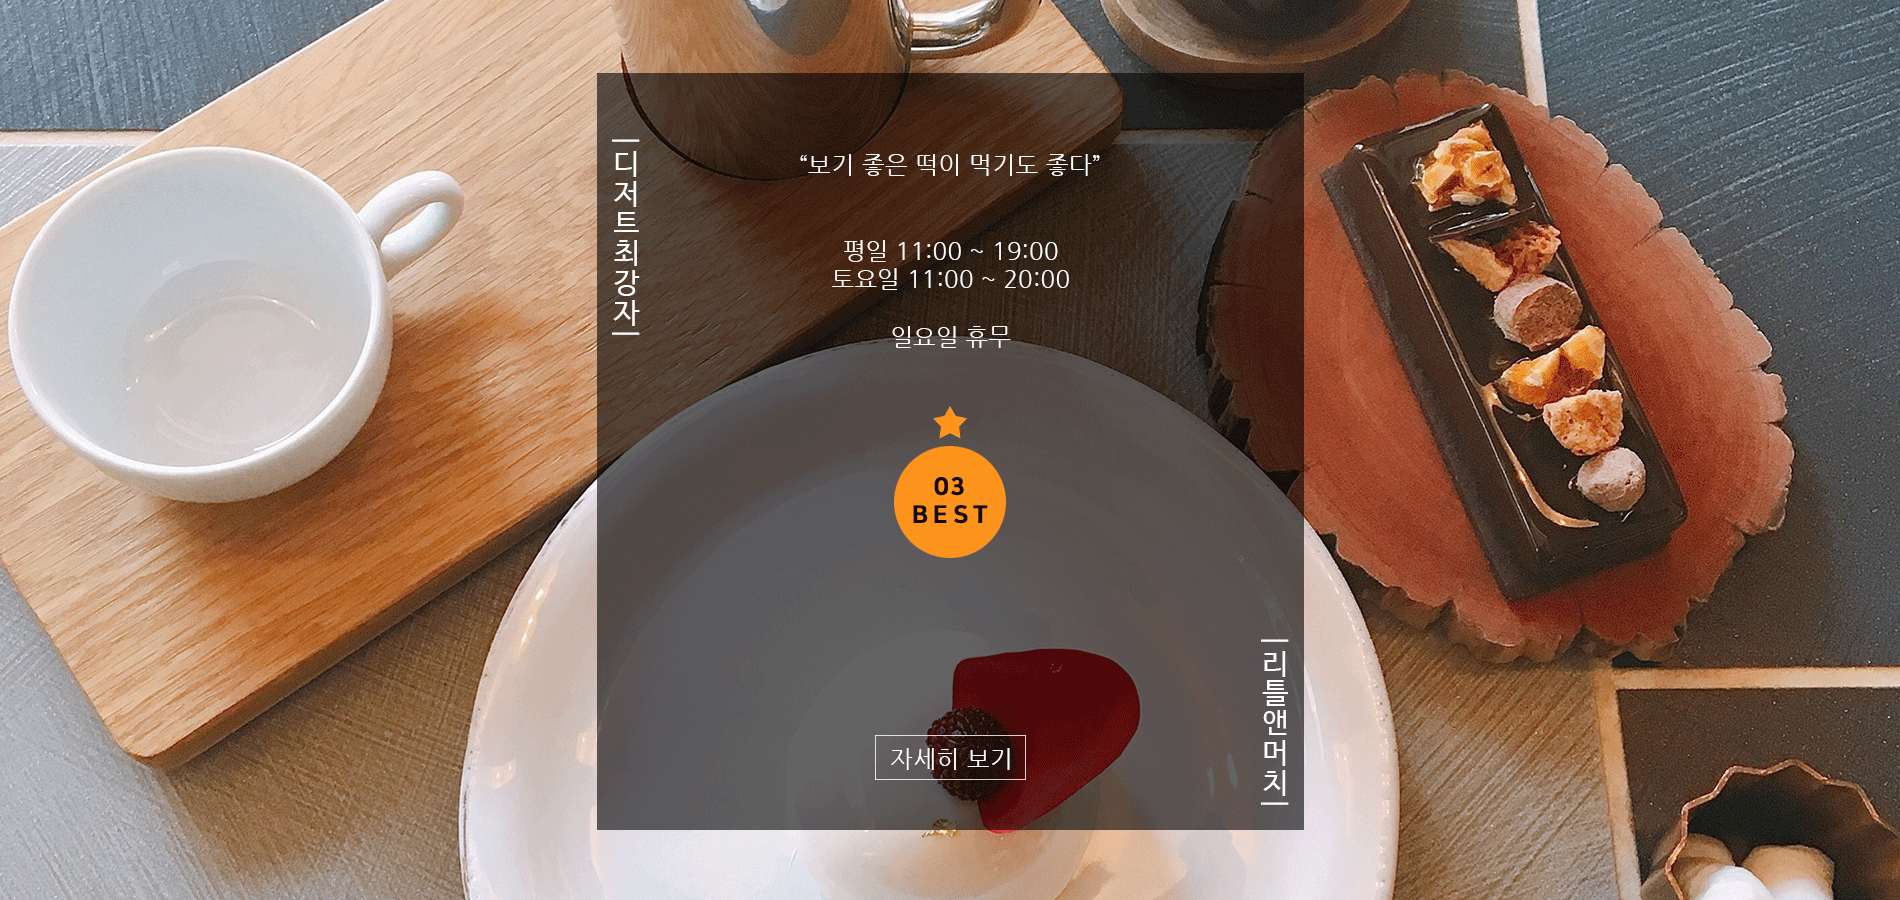 디저트최강자
“보기 좋은 떡이 먹기도 좋다”
평일 11:00 ~ 19:00
토요일 11:00 ~ 20:00
일요일 휴무
03
BEST
리틀앤머치
자세히 보기